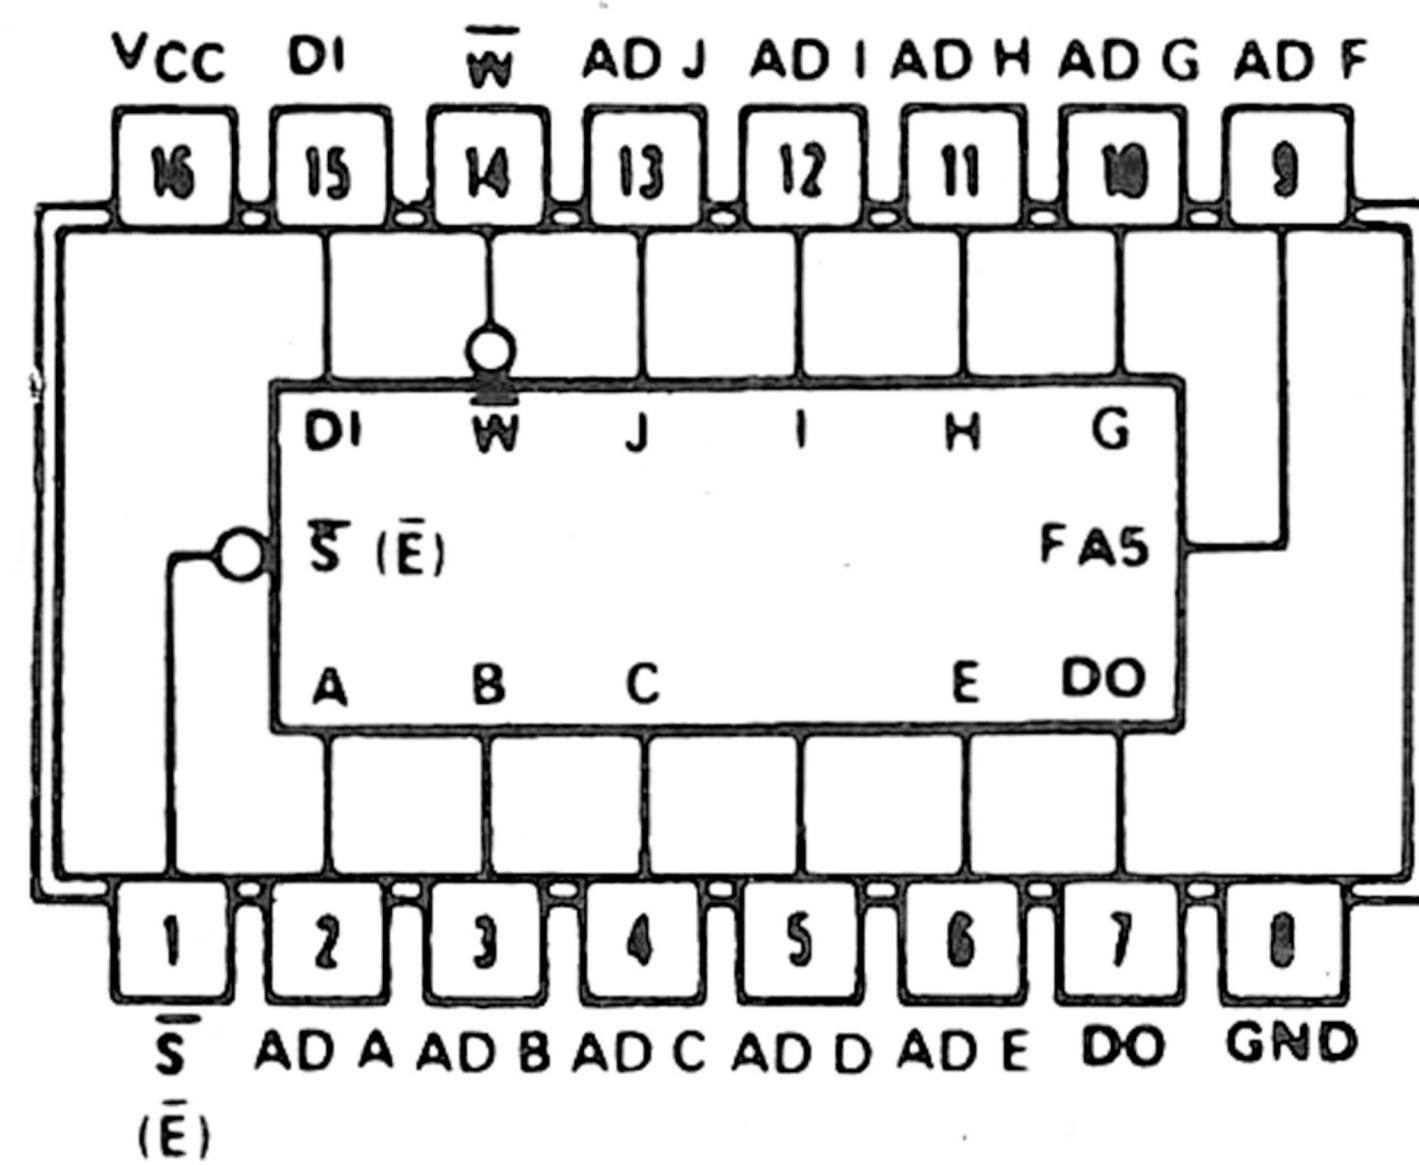 VCC DI W̅ AD J AD I AD H AD G AD F
16 15 14 13 12 11 10 9
DI W̅ J I H G
S̅ (E̅) F A5
A B C E DO
1 2 3 4 5 6 7 8
S̅ AD A AD B AD C AD D AD E DO GND
(E̅)